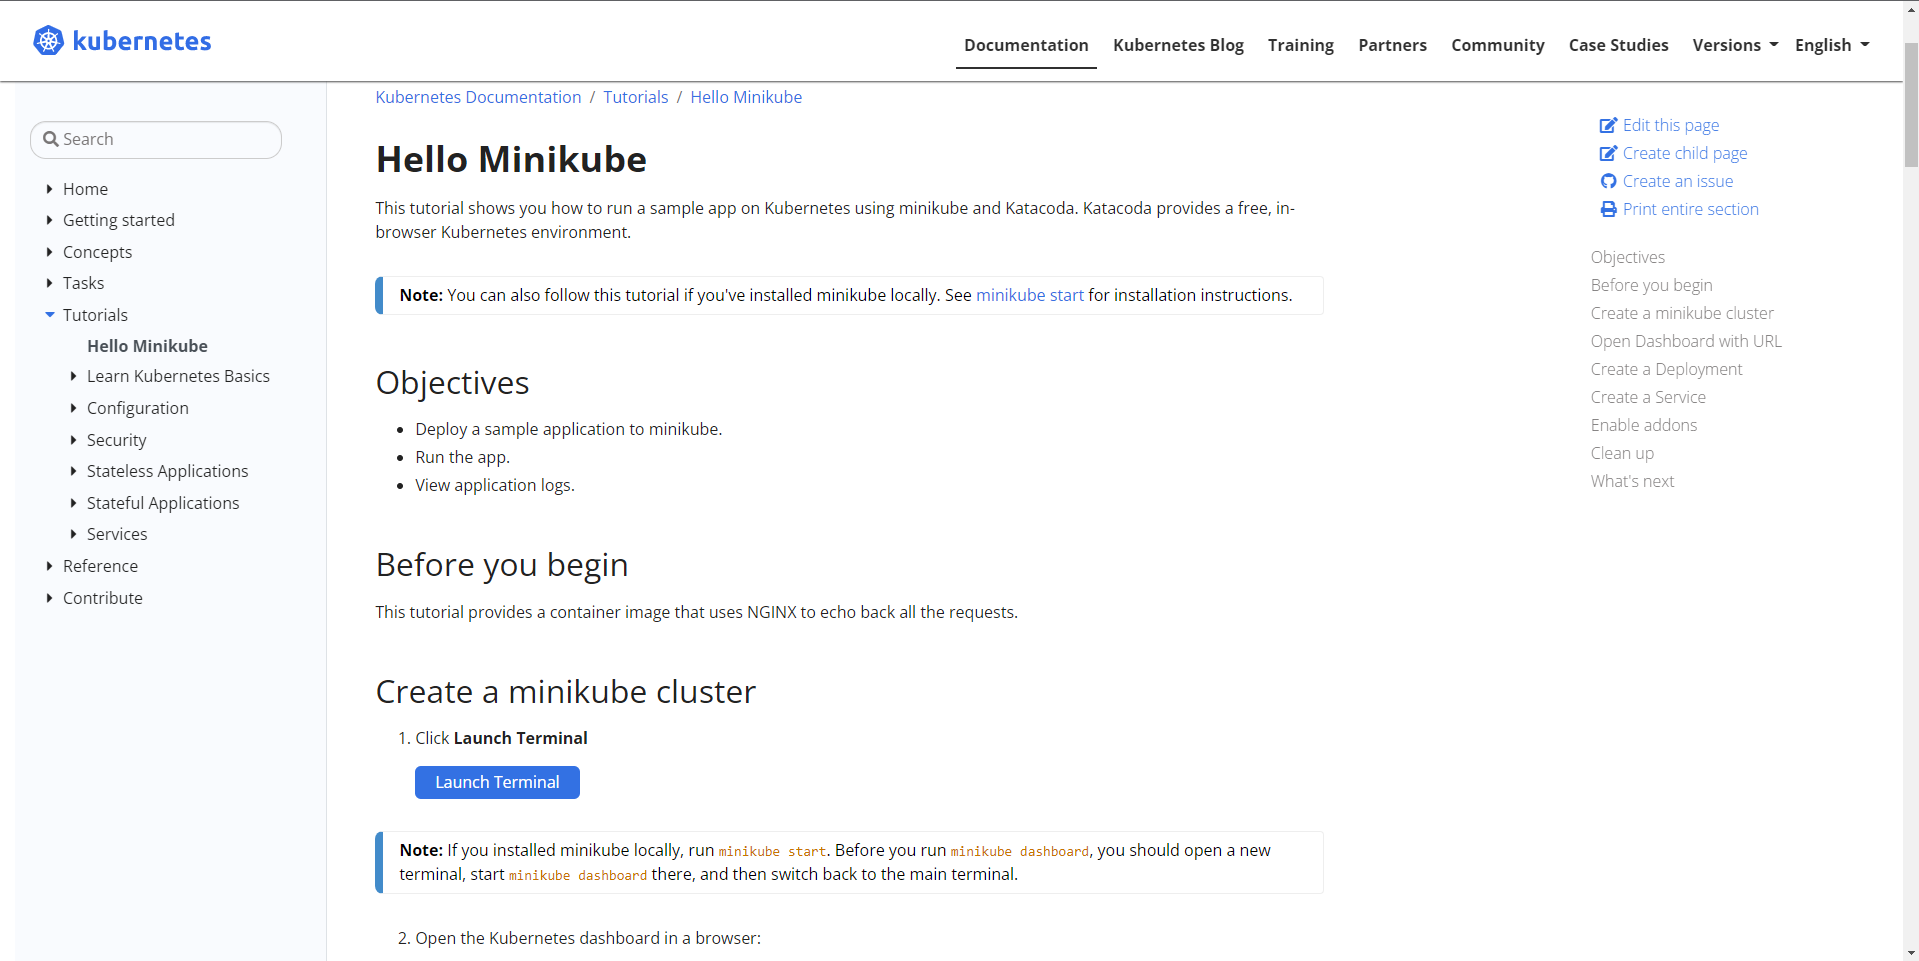 kubernetes
Documentation Kubernetes Blog Training Partners Community Case Studies Versions English
Search
Home
Getting started
Concepts
Tasks
Tutorials
Hello Minikube
Learn Kubernetes Basics
Configuration
Security
Stateless Applications
Stateful Applications
Services
Reference
Contribute
Kubernetes Documentation / Tutorials / Hello Minikube
Hello Minikube
This tutorial shows you how to run a sample app on Kubernetes using minikube and Katacoda. Katacoda provides a free, in-
browser Kubernetes environment.
Note: You can also follow this tutorial if you've installed minikube locally. See minikube start for installation instructions.
Objectives
• Deploy a sample application to minikube.
• Run the app.
• View application logs.
Before you begin
This tutorial provides a container image that uses NGINX to echo back all the requests.
Create a minikube cluster
1. Click Launch Terminal
Launch Terminal
Note: If you installed minikube locally, run minikube start. Before you run minikube dashboard, you should open a new
terminal, start minikube dashboard there, and then switch back to the main terminal.
2. Open the Kubernetes dashboard in a browser:
Edit this page
Create child page
Create an issue
Print entire section
Objectives
Before you begin
Create a minikube cluster
Open Dashboard with URL
Create a Deployment
Create a Service
Enable addons
Clean up
What's next